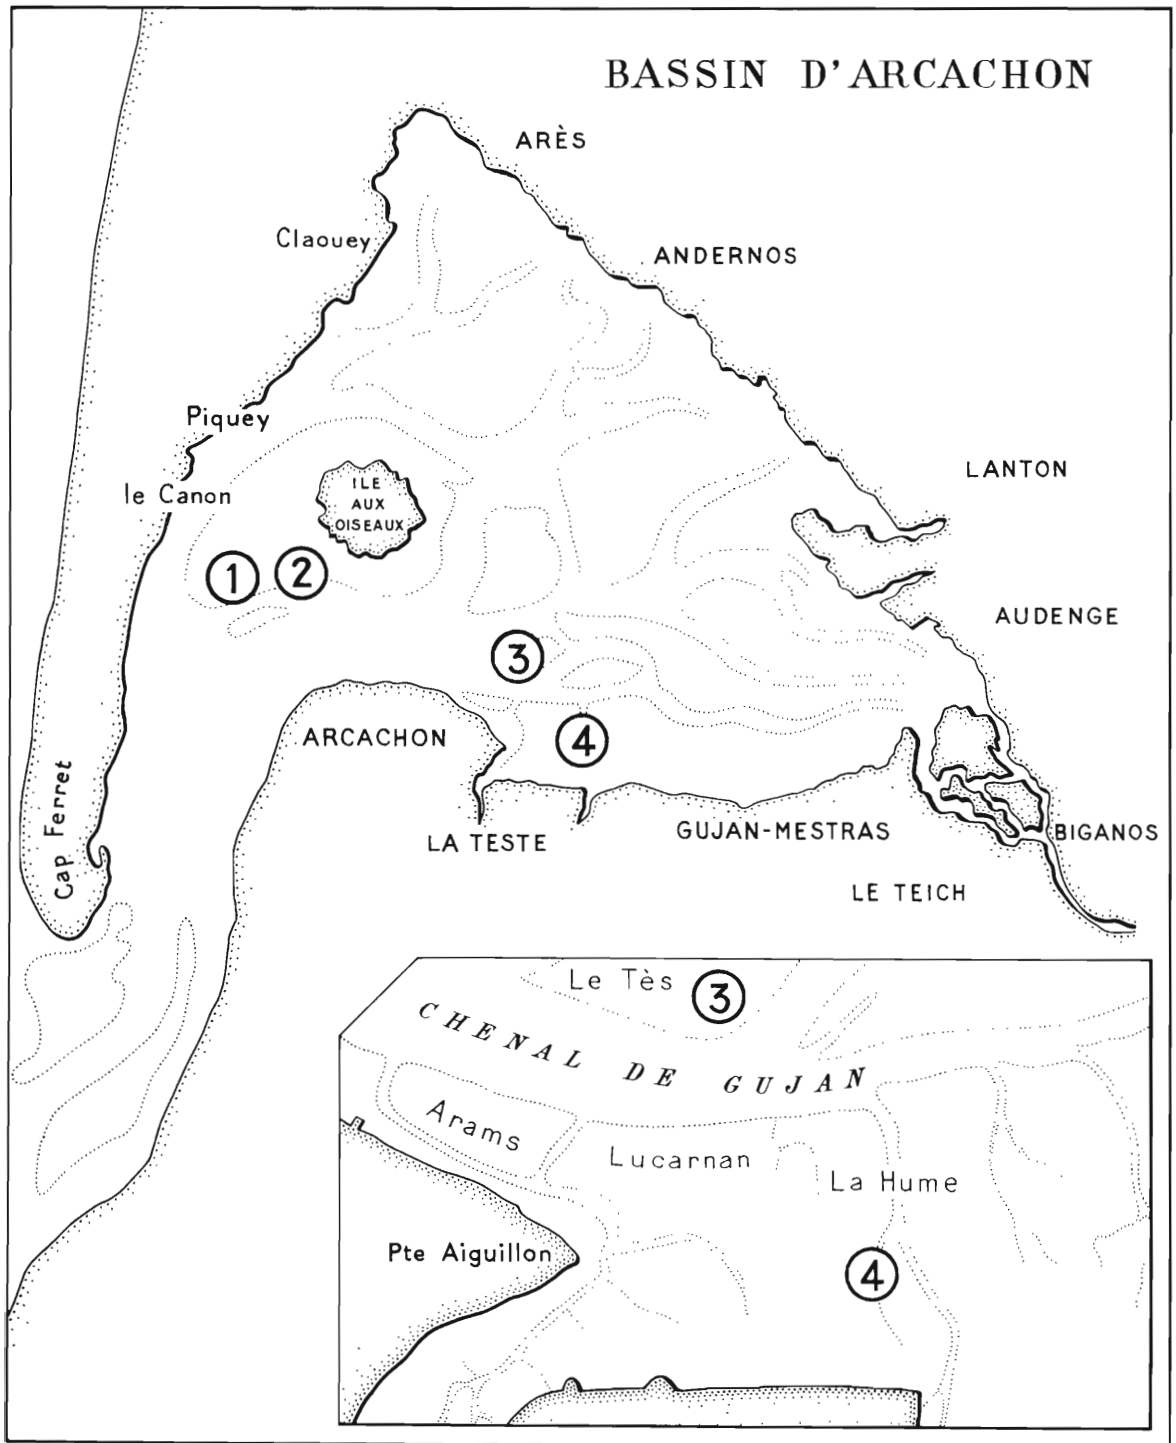 BASSIN D'ARCACHON
ARÈS
Claouey
ANDERNOS
Piquey
LANTON
le Canon
ILE
AUX
OISEAUX
1
2
AUDENGE
3
ARCACHON
4
Cap Ferret
LA TESTE
GUJAN-MESTRAS
BIGANOS
LE TEICH
Le Tès
3
CHENAL DE GUJAN
Arams
Lucarnan
La Hume
Pte Aiguillon
4